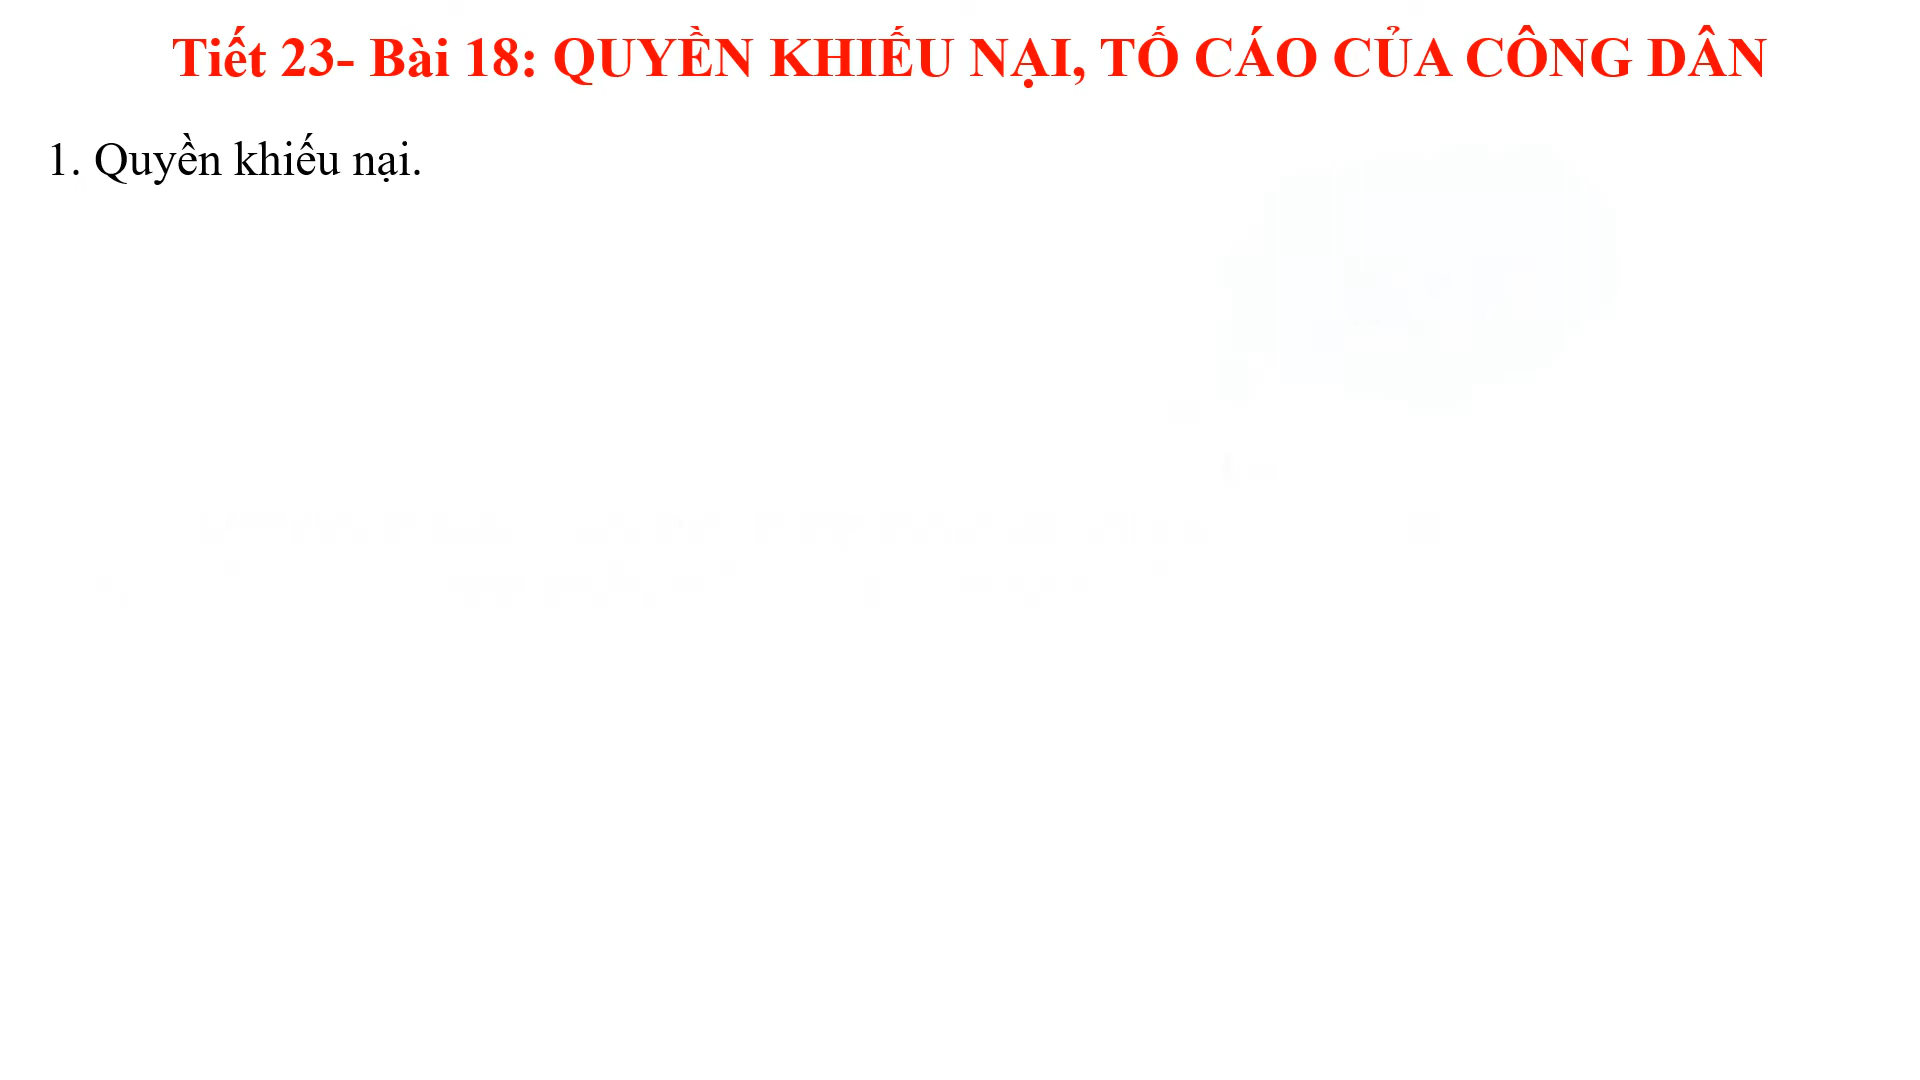 Tiết 23- Bài 18: QUYỀN KHIẾU NẠI, TỐ CÁO CỦA CÔNG DÂN
1. Quyền khiếu nại.